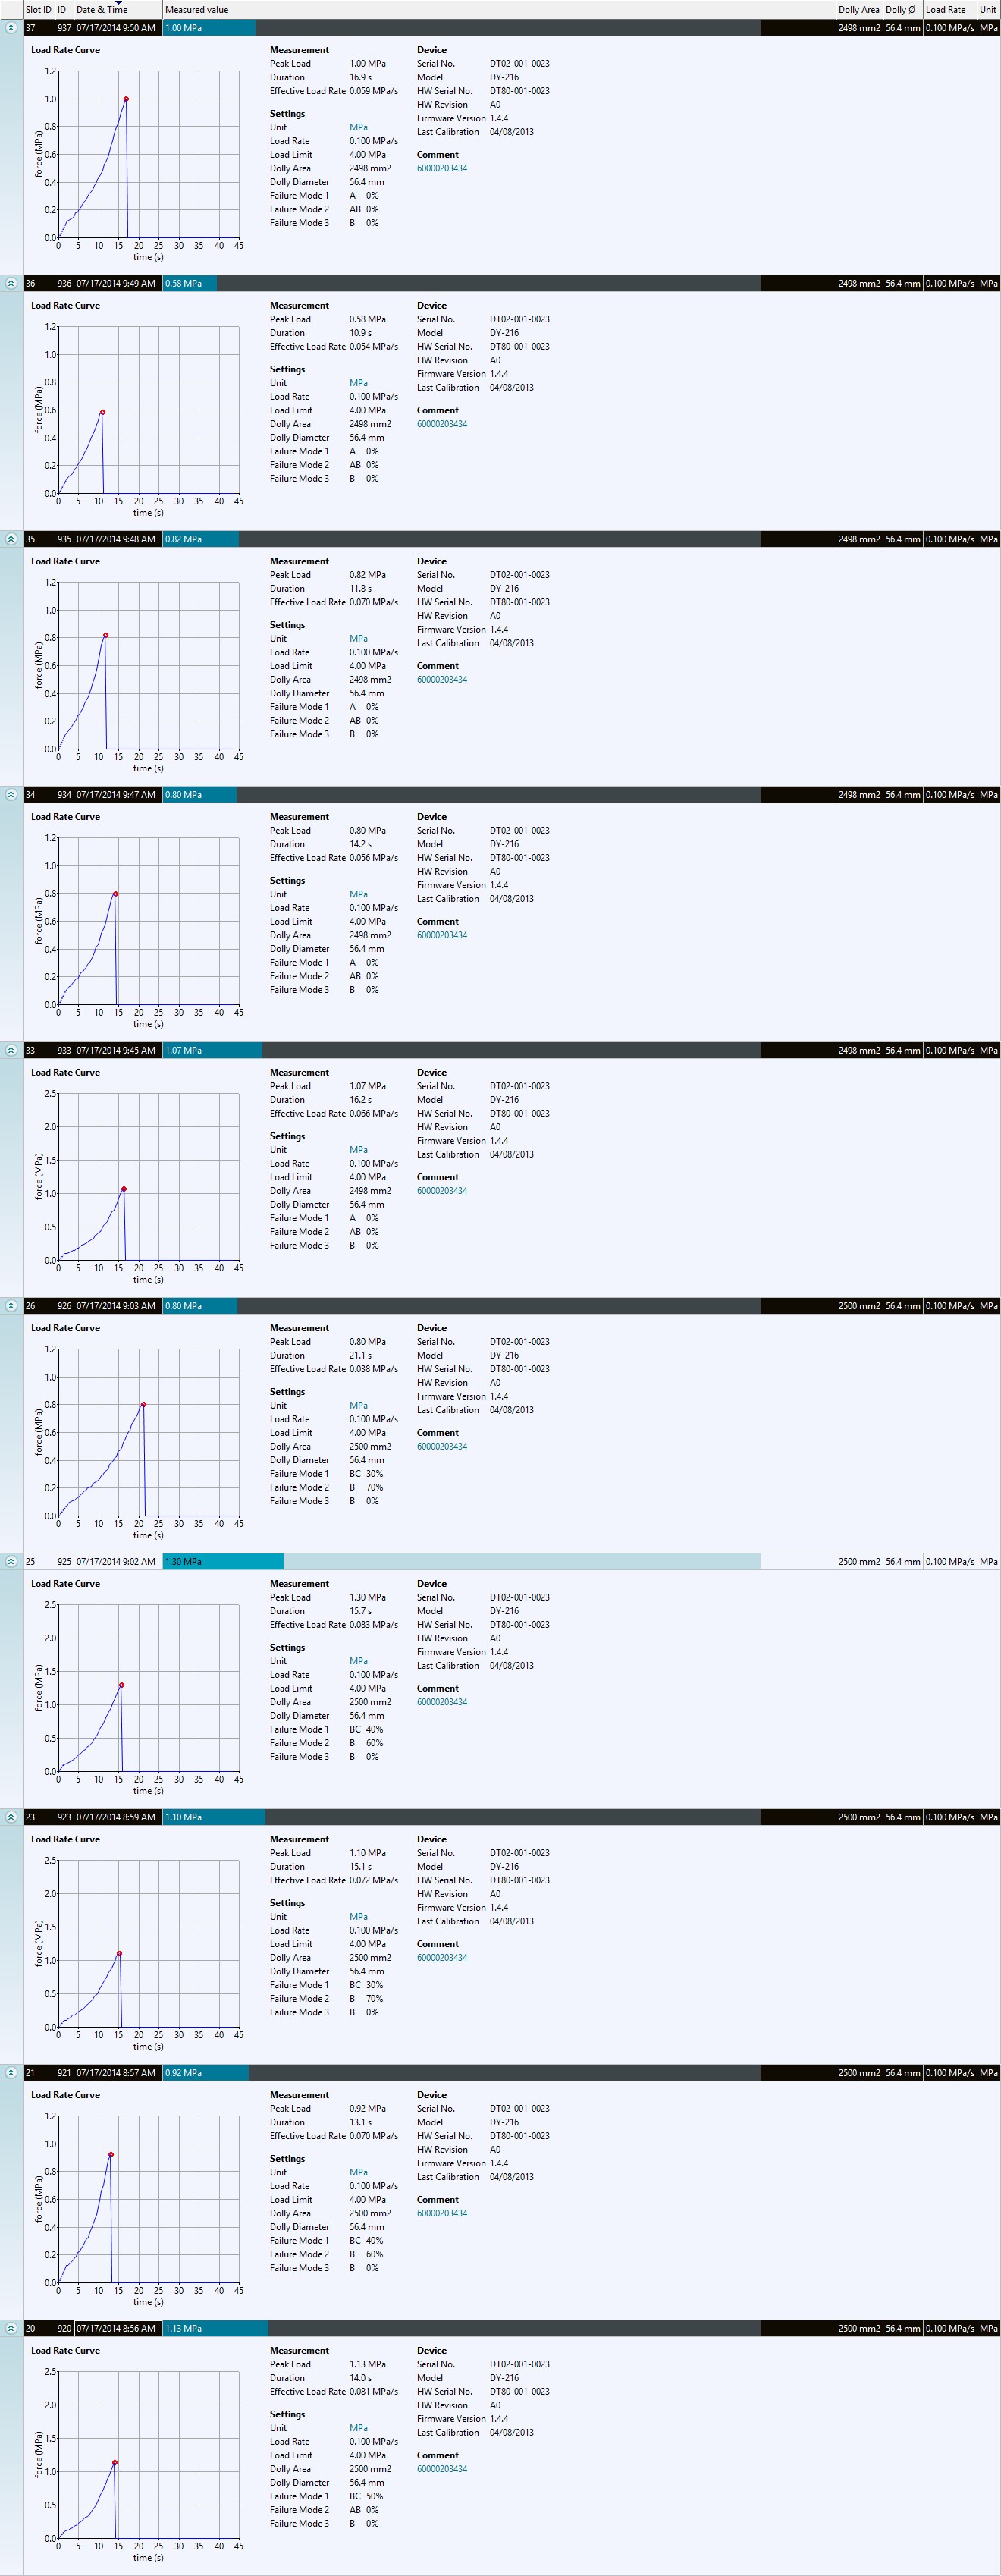 Slot ID ID Date & Time Measured value Dolly Area Dolly Ø Load Rate Unit
37 937 07/17/2014 9:50 AM 1.00 MPa 2498 mm2 56.4 mm 0.100 MPa/s MPa
Load Rate Curve
force (MPa)
1.2
1.0
0.8
0.6
0.4
0.2
0.0
0 5 10 15 20 25 30 35 40 45
time (s)
Measurement
Peak Load 1.00 MPa
Duration 16.9 s
Effective Load Rate 0.059 MPa/s
Settings
Unit MPa
Load Rate 0.100 MPa/s
Load Limit 4.00 MPa
Dolly Area 2498 mm2
Dolly Diameter 56.4 mm
Failure Mode 1 A 0%
Failure Mode 2 AB 0%
Failure Mode 3 B 0%
Device
Serial No. DT02-001-0023
Model DY-216
HW Serial No. DT80-001-0023
HW Revision A0
Firmware Version 1.4.4
Last Calibration 04/08/2013
Comment
60000203434
36 936 07/17/2014 9:49 AM 0.58 MPa 2498 mm2 56.4 mm 0.100 MPa/s MPa
Load Rate Curve
force (MPa)
1.2
1.0
0.8
0.6
0.4
0.2
0.0
0 5 10 15 20 25 30 35 40 45
time (s)
Measurement
Peak Load 0.58 MPa
Duration 10.9 s
Effective Load Rate 0.054 MPa/s
Settings
Unit MPa
Load Rate 0.100 MPa/s
Load Limit 4.00 MPa
Dolly Area 2498 mm2
Dolly Diameter 56.4 mm
Failure Mode 1 A 0%
Failure Mode 2 AB 0%
Failure Mode 3 B 0%
Device
Serial No. DT02-001-0023
Model DY-216
HW Serial No. DT80-001-0023
HW Revision A0
Firmware Version 1.4.4
Last Calibration 04/08/2013
Comment
60000203434
35 935 07/17/2014 9:48 AM 0.82 MPa 2498 mm2 56.4 mm 0.100 MPa/s MPa
Load Rate Curve
force (MPa)
1.2
1.0
0.8
0.6
0.4
0.2
0.0
0 5 10 15 20 25 30 35 40 45
time (s)
Measurement
Peak Load 0.82 MPa
Duration 11.8 s
Effective Load Rate 0.070 MPa/s
Settings
Unit MPa
Load Rate 0.100 MPa/s
Load Limit 4.00 MPa
Dolly Area 2498 mm2
Dolly Diameter 56.4 mm
Failure Mode 1 A 0%
Failure Mode 2 AB 0%
Failure Mode 3 B 0%
Device
Serial No. DT02-001-0023
Model DY-216
HW Serial No. DT80-001-0023
HW Revision A0
Firmware Version 1.4.4
Last Calibration 04/08/2013
Comment
60000203434
34 934 07/17/2014 9:47 AM 0.80 MPa 2498 mm2 56.4 mm 0.100 MPa/s MPa
Load Rate Curve
force (MPa)
1.2
1.0
0.8
0.6
0.4
0.2
0.0
0 5 10 15 20 25 30 35 40 45
time (s)
Measurement
Peak Load 0.80 MPa
Duration 14.2 s
Effective Load Rate 0.056 MPa/s
Settings
Unit MPa
Load Rate 0.100 MPa/s
Load Limit 4.00 MPa
Dolly Area 2498 mm2
Dolly Diameter 56.4 mm
Failure Mode 1 A 0%
Failure Mode 2 AB 0%
Failure Mode 3 B 0%
Device
Serial No. DT02-001-0023
Model DY-216
HW Serial No. DT80-001-0023
HW Revision A0
Firmware Version 1.4.4
Last Calibration 04/08/2013
Comment
60000203434
33 933 07/17/2014 9:45 AM 1.07 MPa 2498 mm2 56.4 mm 0.100 MPa/s MPa
Load Rate Curve
force (MPa)
2.5
2.0
1.5
1.0
0.5
0.0
0 5 10 15 20 25 30 35 40 45
time (s)
Measurement
Peak Load 1.07 MPa
Duration 16.2 s
Effective Load Rate 0.066 MPa/s
Settings
Unit MPa
Load Rate 0.100 MPa/s
Load Limit 4.00 MPa
Dolly Area 2498 mm2
Dolly Diameter 56.4 mm
Failure Mode 1 A 0%
Failure Mode 2 AB 0%
Failure Mode 3 B 0%
Device
Serial No. DT02-001-0023
Model DY-216
HW Serial No. DT80-001-0023
HW Revision A0
Firmware Version 1.4.4
Last Calibration 04/08/2013
Comment
60000203434
26 926 07/17/2014 9:03 AM 0.80 MPa 2500 mm2 56.4 mm 0.100 MPa/s MPa
Load Rate Curve
force (MPa)
1.2
1.0
0.8
0.6
0.4
0.2
0.0
0 5 10 15 20 25 30 35 40 45
time (s)
Measurement
Peak Load 0.80 MPa
Duration 21.1 s
Effective Load Rate 0.038 MPa/s
Settings
Unit MPa
Load Rate 0.100 MPa/s
Load Limit 4.00 MPa
Dolly Area 2500 mm2
Dolly Diameter 56.4 mm
Failure Mode 1 BC 30%
Failure Mode 2 B 70%
Failure Mode 3 B 0%
Device
Serial No. DT02-001-0023
Model DY-216
HW Serial No. DT80-001-0023
HW Revision A0
Firmware Version 1.4.4
Last Calibration 04/08/2013
Comment
60000203434
25 925 07/17/2014 9:02 AM 1.30 MPa 2500 mm2 56.4 mm 0.100 MPa/s MPa
Load Rate Curve
force (MPa)
2.5
2.0
1.5
1.0
0.5
0.0
0 5 10 15 20 25 30 35 40 45
time (s)
Measurement
Peak Load 1.30 MPa
Duration 15.7 s
Effective Load Rate 0.083 MPa/s
Settings
Unit MPa
Load Rate 0.100 MPa/s
Load Limit 4.00 MPa
Dolly Area 2500 mm2
Dolly Diameter 56.4 mm
Failure Mode 1 BC 40%
Failure Mode 2 B 60%
Failure Mode 3 B 0%
Device
Serial No. DT02-001-0023
Model DY-216
HW Serial No. DT80-001-0023
HW Revision A0
Firmware Version 1.4.4
Last Calibration 04/08/2013
Comment
60000203434
23 923 07/17/2014 8:59 AM 1.10 MPa 2500 mm2 56.4 mm 0.100 MPa/s MPa
Load Rate Curve
force (MPa)
2.5
2.0
1.5
1.0
0.5
0.0
0 5 10 15 20 25 30 35 40 45
time (s)
Measurement
Peak Load 1.10 MPa
Duration 15.1 s
Effective Load Rate 0.072 MPa/s
Settings
Unit MPa
Load Rate 0.100 MPa/s
Load Limit 4.00 MPa
Dolly Area 2500 mm2
Dolly Diameter 56.4 mm
Failure Mode 1 BC 30%
Failure Mode 2 B 70%
Failure Mode 3 B 0%
Device
Serial No. DT02-001-0023
Model DY-216
HW Serial No. DT80-001-0023
HW Revision A0
Firmware Version 1.4.4
Last Calibration 04/08/2013
Comment
60000203434
21 921 07/17/2014 8:57 AM 0.92 MPa 2500 mm2 56.4 mm 0.100 MPa/s MPa
Load Rate Curve
force (MPa)
1.2
1.0
0.8
0.6
0.4
0.2
0.0
0 5 10 15 20 25 30 35 40 45
time (s)
Measurement
Peak Load 0.92 MPa
Duration 13.1 s
Effective Load Rate 0.070 MPa/s
Settings
Unit MPa
Load Rate 0.100 MPa/s
Load Limit 4.00 MPa
Dolly Area 2500 mm2
Dolly Diameter 56.4 mm
Failure Mode 1 BC 40%
Failure Mode 2 B 60%
Failure Mode 3 B 0%
Device
Serial No. DT02-001-0023
Model DY-216
HW Serial No. DT80-001-0023
HW Revision A0
Firmware Version 1.4.4
Last Calibration 04/08/2013
Comment
60000203434
20 920 07/17/2014 8:56 AM 1.13 MPa 2500 mm2 56.4 mm 0.100 MPa/s MPa
Load Rate Curve
force (MPa)
2.5
2.0
1.5
1.0
0.5
0.0
0 5 10 15 20 25 30 35 40 45
time (s)
Measurement
Peak Load 1.13 MPa
Duration 14.0 s
Effective Load Rate 0.081 MPa/s
Settings
Unit MPa
Load Rate 0.100 MPa/s
Load Limit 4.00 MPa
Dolly Area 2500 mm2
Dolly Diameter 56.4 mm
Failure Mode 1 BC 50%
Failure Mode 2 AB 0%
Failure Mode 3 B 0%
Device
Serial No. DT02-001-0023
Model DY-216
HW Serial No. DT80-001-0023
HW Revision A0
Firmware Version 1.4.4
Last Calibration 04/08/2013
Comment
60000203434